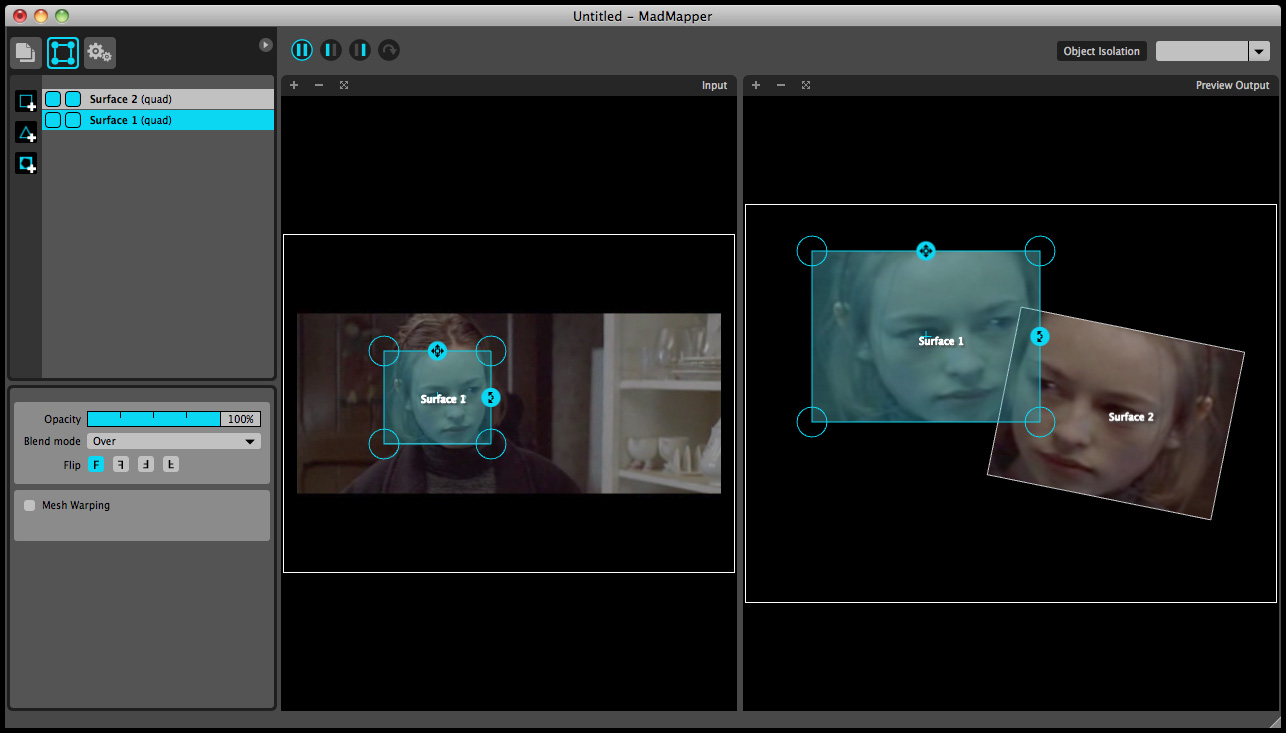 Untitled – MadMapper
Object Isolation
Input
Preview Output
Surface 2 (quad)
Surface 1 (quad)
Surface 1
Surface 1
Surface 2
Opacity 100%
Blend mode Over
Flip F F F F
Mesh Warping